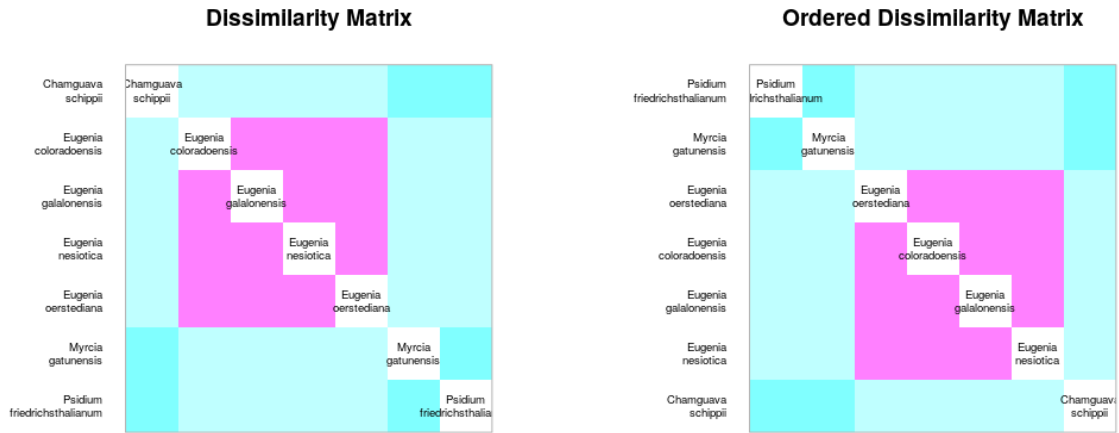 Dissimilarity Matrix
Chamguava
schippii
Eugenia
coloradoensis
Eugenia
galalonensis
Eugenia
nesiotica
Eugenia
oerstediana
Myrcia
gatunensis
Psidium
friedrichsthalianum
Chamguava
schippii
Eugenia
coloradoensis
Eugenia
galalonensis
Eugenia
nesiotica
Eugenia
oerstediana
Myrcia
gatunensis
Psidium
friedrichsthalia
Ordered Dissimilarity Matrix
Psidium
friedrichsthalianum
Myrcia
gatunensis
Eugenia
oerstediana
Eugenia
coloradoensis
Eugenia
galalonensis
Eugenia
nesiotica
Chamguava
schippii
Psidium
drichsthalianum
Myrcia
gatunensis
Eugenia
oerstediana
Eugenia
coloradoensis
Eugenia
galalonensis
Eugenia
nesiotica
Chamguava
schippii